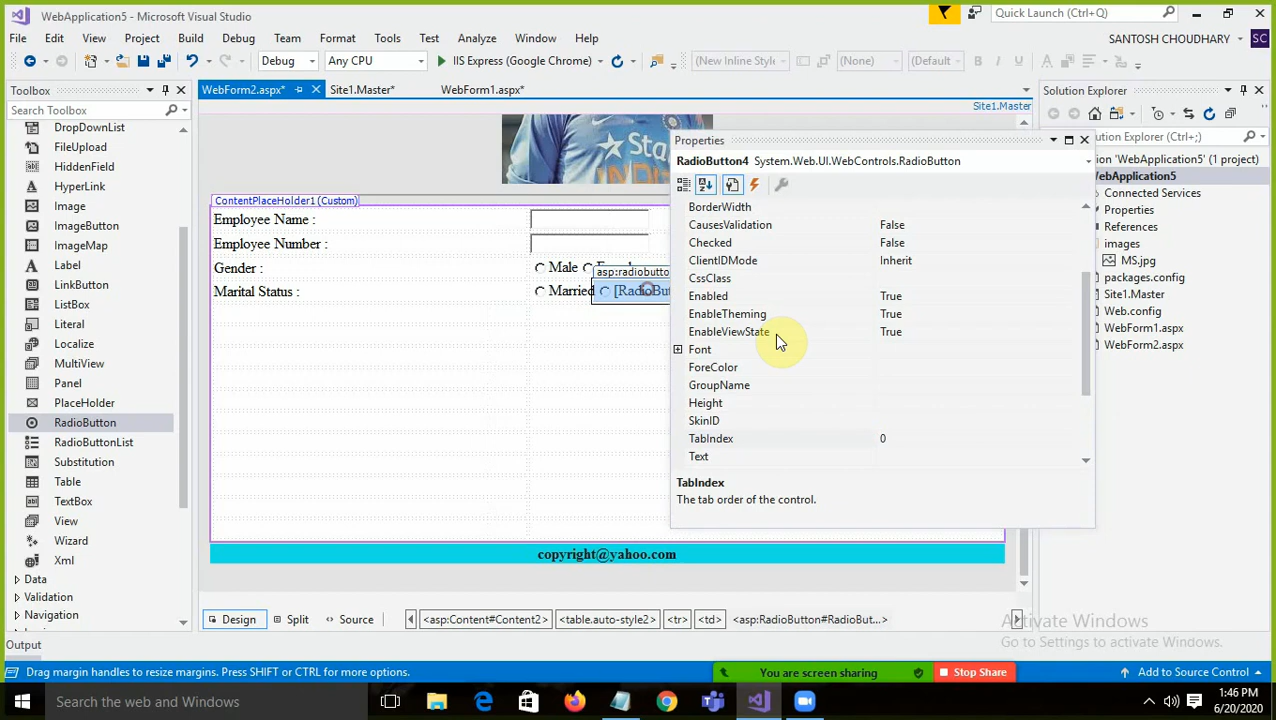 WebApplication5 - Microsoft Visual Studio
Quick Launch (Ctrl+Q)
File Edit View Project Build Debug Team Format Tools Test Analyze Window Help
SANTOSH CHOUDHARY SC
Debug Any CPU IIS Express (Google Chrome) (New Inline Style (None) (Default) B I U A
Toolbox
WebForm2.aspx* Site1.Master* WebForm1.aspx*
Solution Explorer
Search Toolbox
Site1.Master
olution Explorer (Ctrl+;)
DropDownList
FileUpload
HiddenField
HyperLink
Image
ImageButton
ImageMap
Label
LinkButton
ListBox
Literal
Localize
MultiView
Panel
PlaceHolder
RadioButton
RadioButtonList
Substitution
Table
TextBox
View
Wizard
Xml
Data
Validation
Navigation
Output
Sta
ContentPlaceHolder1 (Custom)
Employee Name :
Employee Number :
Gender : Male
asp:radiobutto
Marital Status : Married [RadioBu
copyright@yahoo.com
Properties
RadioButton4 System.Web.UI.WebControls.RadioButton
BorderWidth
CausesValidation False
Checked False
ClientIDMode Inherit
CssClass
Enabled True
EnableTheming True
EnableViewState True
Font
ForeColor
GroupName
Height
SkinID
TabIndex 0
Text
TabIndex
The tab order of the control.
olution 'WebApplication5' (1 project)
WebApplication5
Connected Services
Properties
References
images
MS.jpg
packages.config
Site1.Master
Web.config
WebForm1.aspx
WebForm2.aspx
Design Split Source <asp:Content#Content2> <table.auto-style2> <tr> <td> <asp:RadioButton#RadioBut...>
Activate Windows
Go to Settings to activate Windows.
Drag margin handles to resize margins. Press SHIFT or CTRL for more options.
You are screen sharing Stop Share
Add to Source Control
Search the web and Windows
1:46 PM
6/20/2020